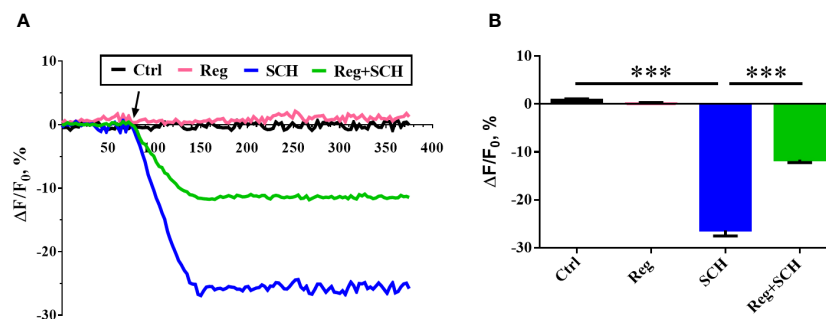 A
B
Ctrl Reg SCH Reg+SCH
10
0
-10
-20
-30
ΔF/F0, %
50 100 150 200 250 300 350 400
10
0
-10
-20
-30
ΔF/F0, %
*** ***
Ctrl Reg SCH Reg+SCH